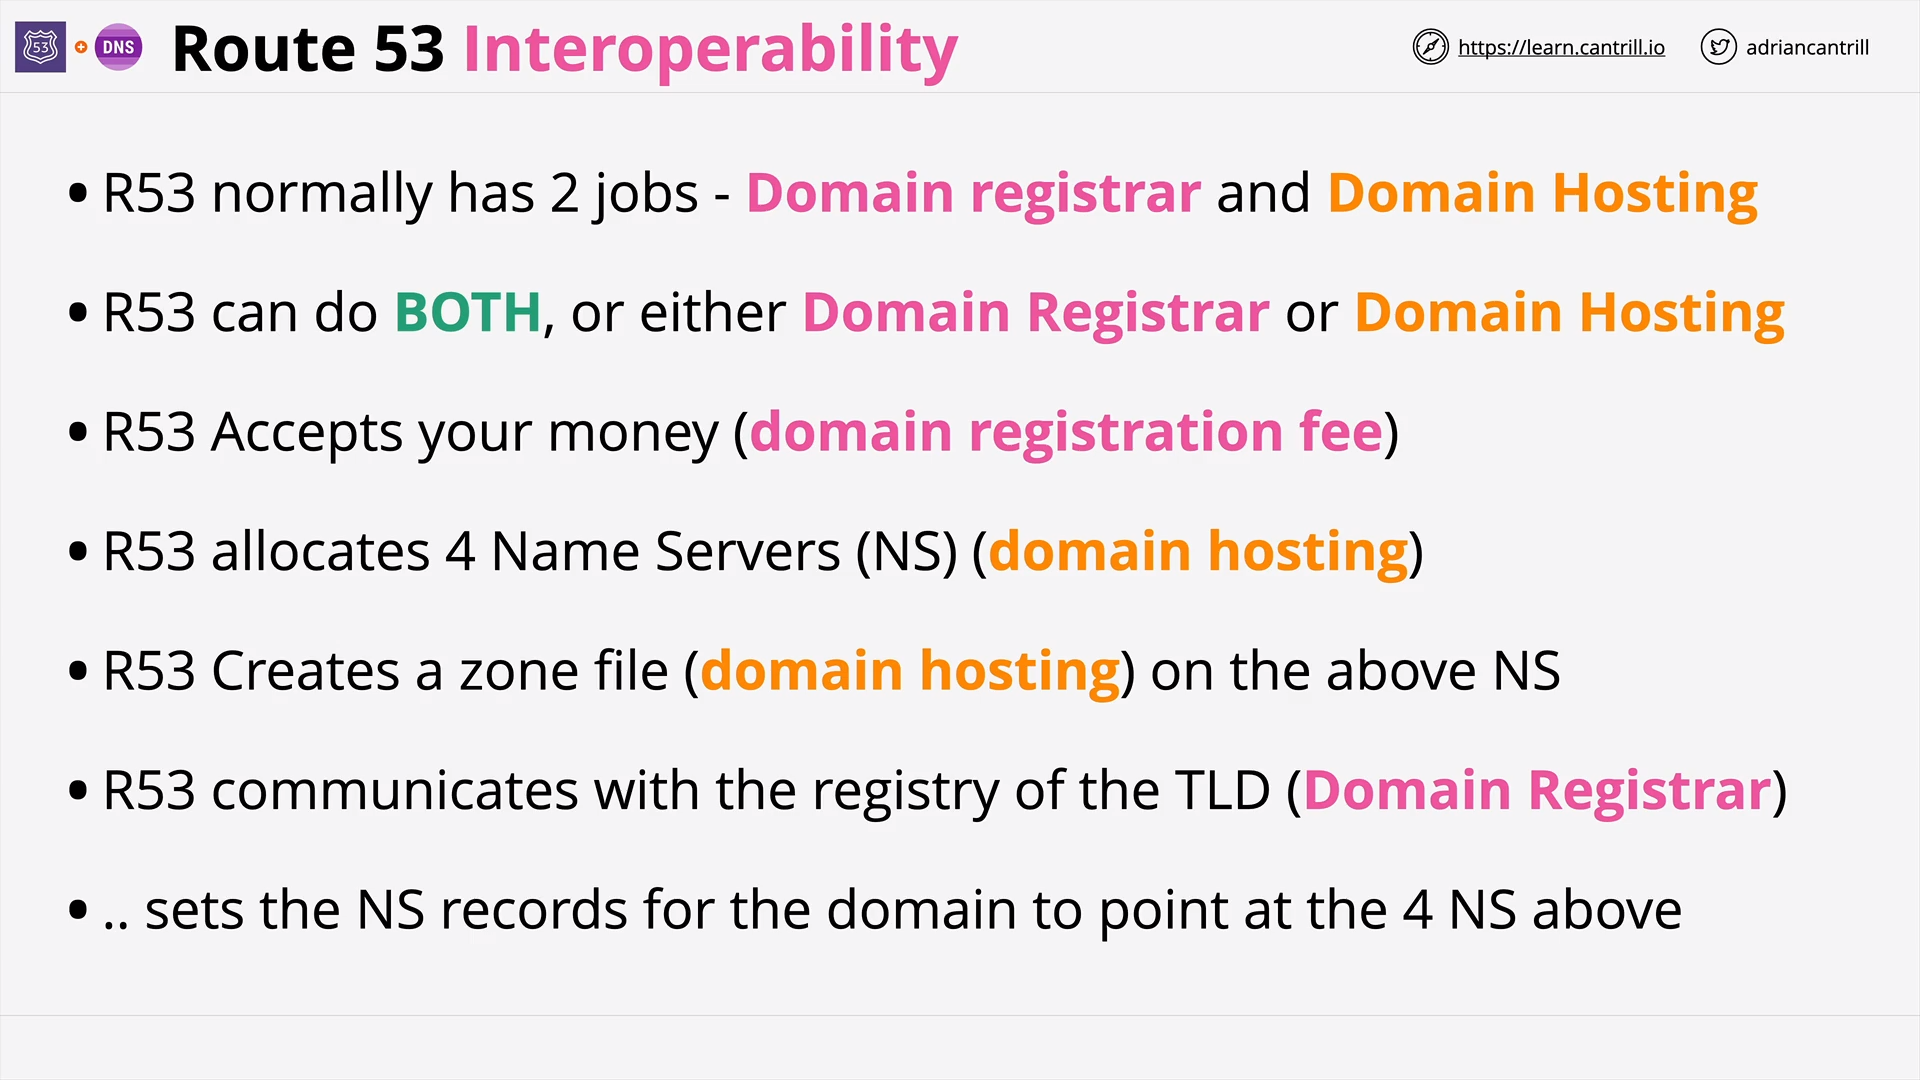 53 + DNS Route 53 Interoperability https://learn.cantrill.io adriancantrill
• R53 normally has 2 jobs - Domain registrar and Domain Hosting
• R53 can do BOTH, or either Domain Registrar or Domain Hosting
• R53 Accepts your money (domain registration fee)
• R53 allocates 4 Name Servers (NS) (domain hosting)
• R53 Creates a zone file (domain hosting) on the above NS
• R53 communicates with the registry of the TLD (Domain Registrar)
• .. sets the NS records for the domain to point at the 4 NS above